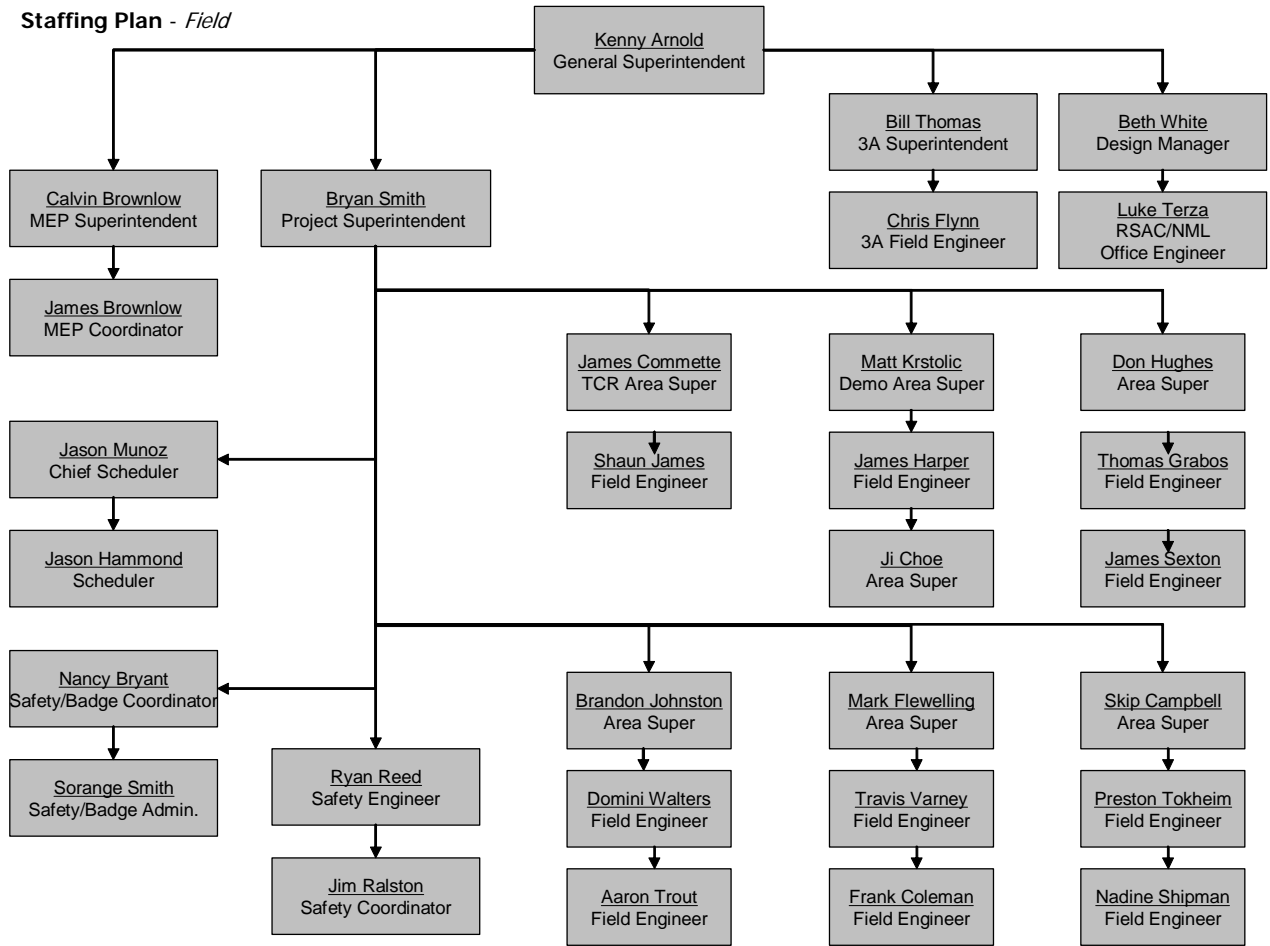 Staffing Plan - Field
Kenny Arnold
General Superintendent
Bill Thomas
3A Superintendent
Beth White
Design Manager
Calvin Brownlow
MEP Superintendent
Bryan Smith
Project Superintendent
Chris Flynn
3A Field Engineer
Luke Terza
RSAC/NML
Office Engineer
James Brownlow
MEP Coordinator
James Commette
TCR Area Super
Matt Krstolic
Demo Area Super
Don Hughes
Area Super
Jason Munoz
Chief Scheduler
Shaun James
Field Engineer
James Harper
Field Engineer
Thomas Grabos
Field Engineer
Jason Hammond
Scheduler
Ji Choe
Area Super
James Sexton
Field Engineer
Nancy Bryant
Safety/Badge Coordinator
Brandon Johnston
Area Super
Mark Flewelling
Area Super
Skip Campbell
Area Super
Sorange Smith
Safety/Badge Admin.
Ryan Reed
Safety Engineer
Domini Walters
Field Engineer
Travis Varney
Field Engineer
Preston Tokheim
Field Engineer
Jim Ralston
Safety Coordinator
Aaron Trout
Field Engineer
Frank Coleman
Field Engineer
Nadine Shipman
Field Engineer